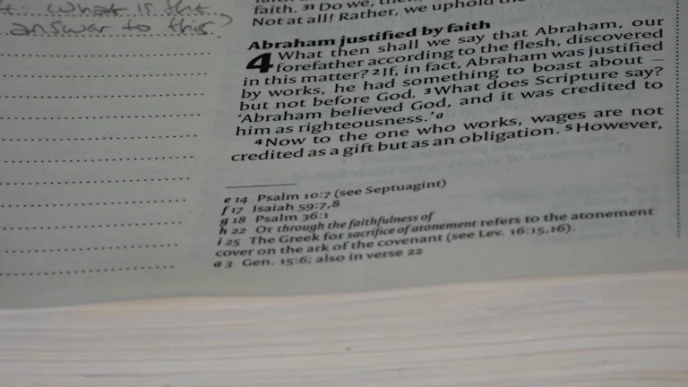 What is the
answer to this?
faith. 31 Do we, the
Not at all! Rather, we uphold the
Abraham justified by faith
4 What then shall we say that Abraham, our
forefather according to the flesh, discovered
in this matter? 2 If, in fact, Abraham was justified
by works, he had something to boast about –
but not before God. 3 What does Scripture say?
‘Abraham believed God, and it was credited to
him as righteousness.’a
4 Now to the one who works, wages are not
credited as a gift but as an obligation. 5 However,
e 14 Psalm 10:7 (see Septuagint)
f 17 Isaiah 59:7,8
g 18 Psalm 36:1
h 22 Or through the faithfulness of
i 25 The Greek for sacrifice of atonement refers to the atonement
cover on the ark of the covenant (see Lev. 16:15,16).
a 3 Gen. 15:6; also in verse 22